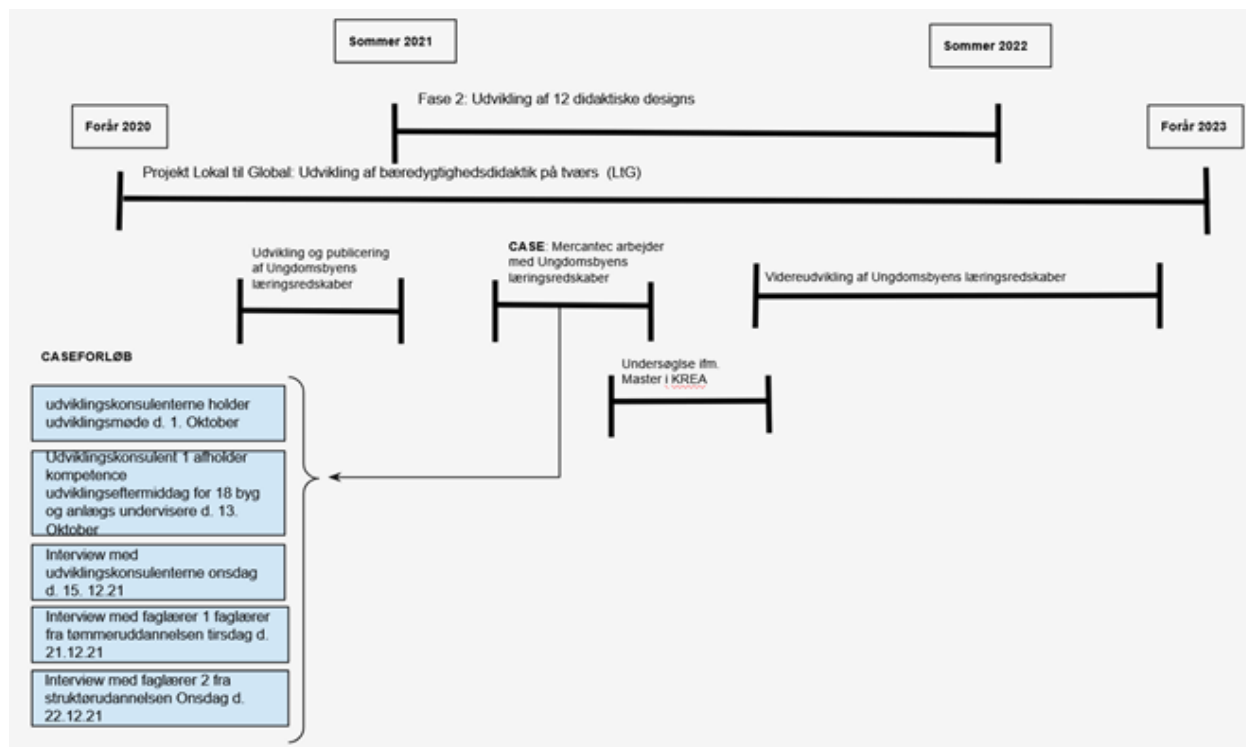 Sommer 2021
Sommer 2022
Fase 2: Udvikling af 12 didaktiske designs
Forår 2020
Forår 2023
Projekt Lokal til Global: Udvikling af bæredygtighedsdidaktik på tværs (LtG)
Udvikling og publicering
af Ungdomsbyens
læringsredskaber
CASE: Mercantec arbejder
med Ungdomsbyens
læringsredskaber
Videreudvikling af Ungdomsbyens læringsredskaber
Undersøglse ifm.
Master i KREA
CASEFORLØB
udviklingskonsulenterne holder
udviklingsmøde d. 1. Oktober
Udviklingskonsulent 1 afholder
kompetence
udviklingseftermiddag for 18 byg
og anlægs undervisere d. 13.
Oktober
Interview med
udviklingskonsulenterne onsdag
d. 15. 12.21
Interview med faglærer 1 faglærer
fra tømmeruddannelsen tirsdag d.
21.12.21
Interview med faglærer 2 fra
struktørudannelsen Onsdag d.
22.12.21